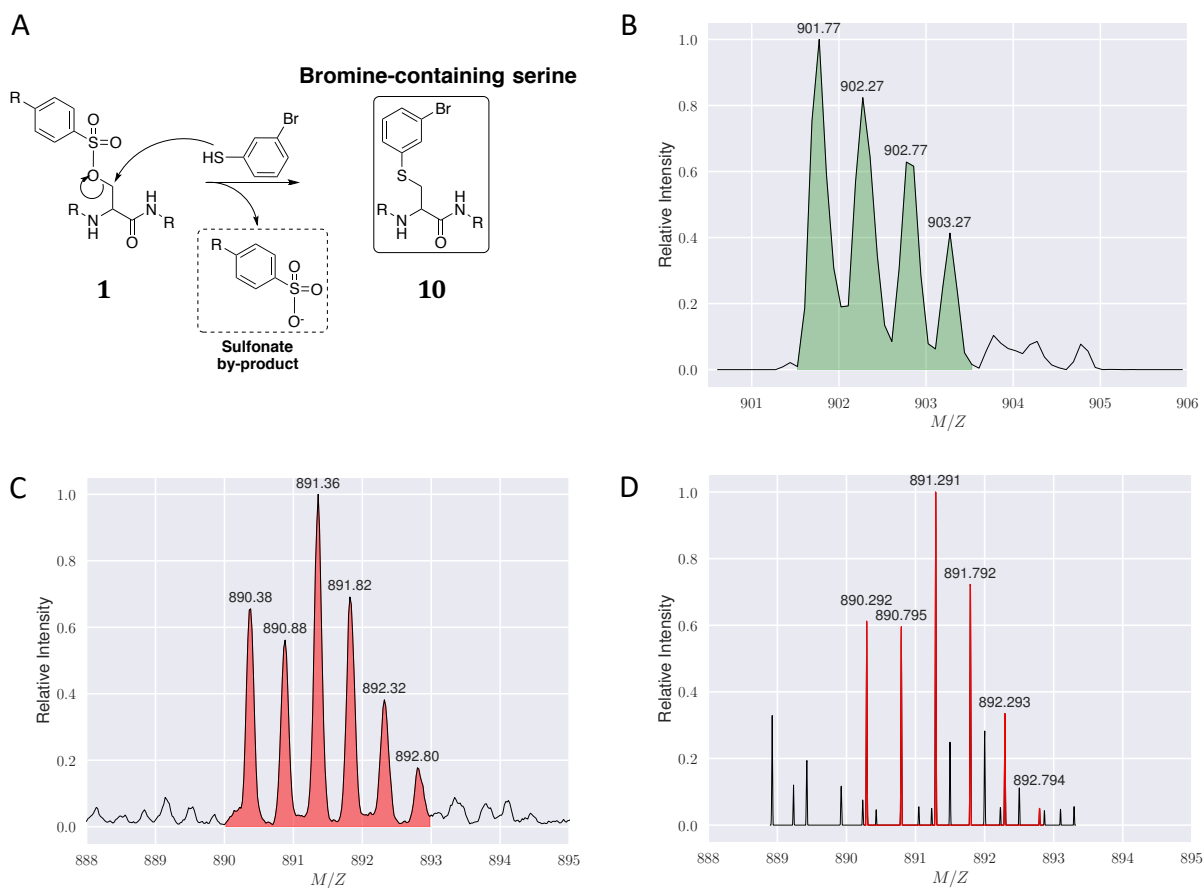 A
Bromine-containing serine
R
O
S
O
O
Br
HS
R
N
H
H
N
R
O
1
R
O
S
O
O-
Sulfonate
by-product
Br
S
R
N
H
H
N
R
O
10
B
901.77
902.27
902.77
903.27
1.0
0.8
0.6
0.4
0.2
0.0
Relative Intensity
901
902
903
904
905
906
M/Z
C
891.36
891.82
890.38
890.88
892.32
892.80
1.0
0.8
0.6
0.4
0.2
0.0
Relative Intensity
888
889
890
891
892
893
894
895
M/Z
D
891.291
891.792
890.292
890.795
892.293
892.794
1.0
0.8
0.6
0.4
0.2
0.0
Relative Intensity
888
889
890
891
892
893
894
895
M/Z